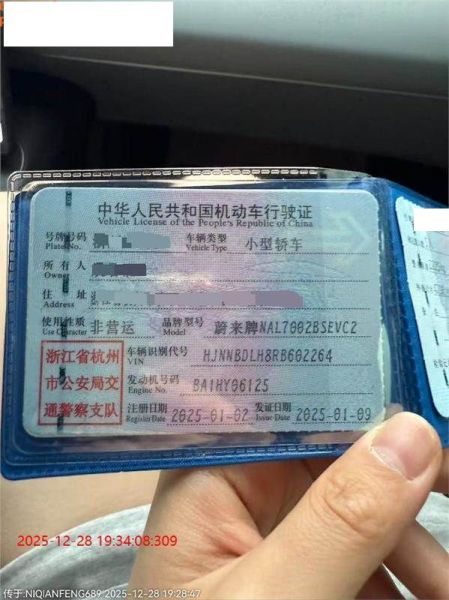 中华人民共和国机动车行驶证
Vehicle License of the People's Republic of China
号牌号码 车辆类型 小型轿车
Plate No. Vehicle Type
所有人
Owner
住址
Address
使用性质 非营运 品牌型号 蔚来牌NAL7002BSEVC2
Use Character Model
浙江省杭州 车辆识别代号 HJNNBDLH8RB602264
VIN
市公安局交 发动机号码 BA1HY06125
Engine No.
通警察支队 注册日期 2025-01-02 发证日期 2025-01-09
Register Date Issue Date
2025-12-28 19:34:08:309
传于.NIQIANFENG689 2025-12-28 19:28:47